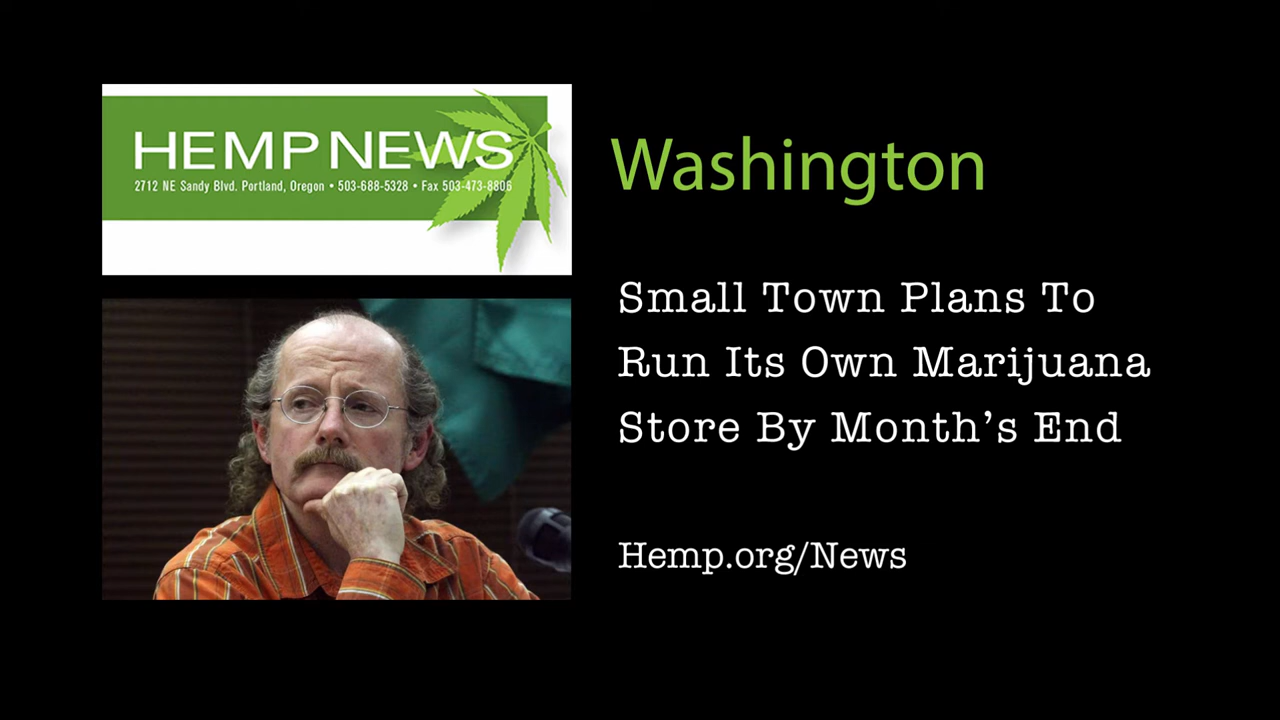 HEMP NEWS
2712 NE Sandy Blvd. Portland, Oregon • 503-688-5328 • Fax 503-473-8806
Washington
Small Town Plans To
Run Its Own Marijuana
Store By Month’s End
Hemp.org/News